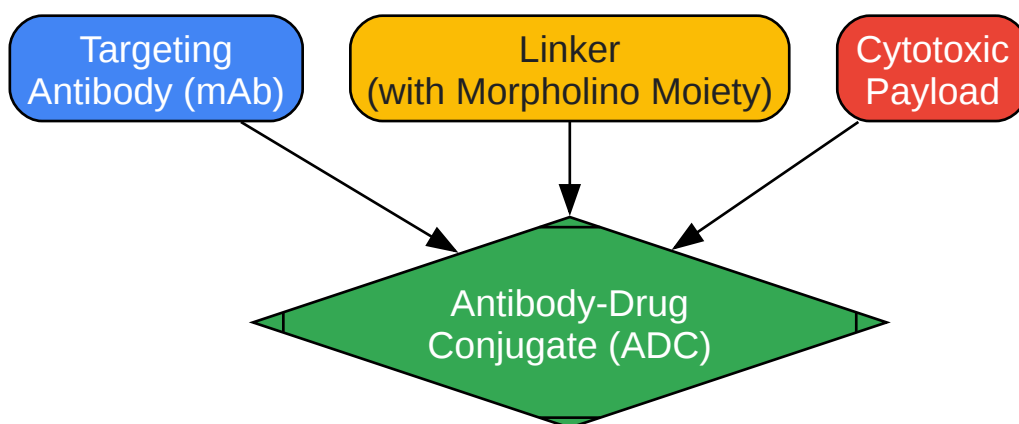 Targeting
Antibody (mAb)
Linker
(with Morpholino Moiety)
Cytotoxic
Payload
Antibody-Drug
Conjugate (ADC)